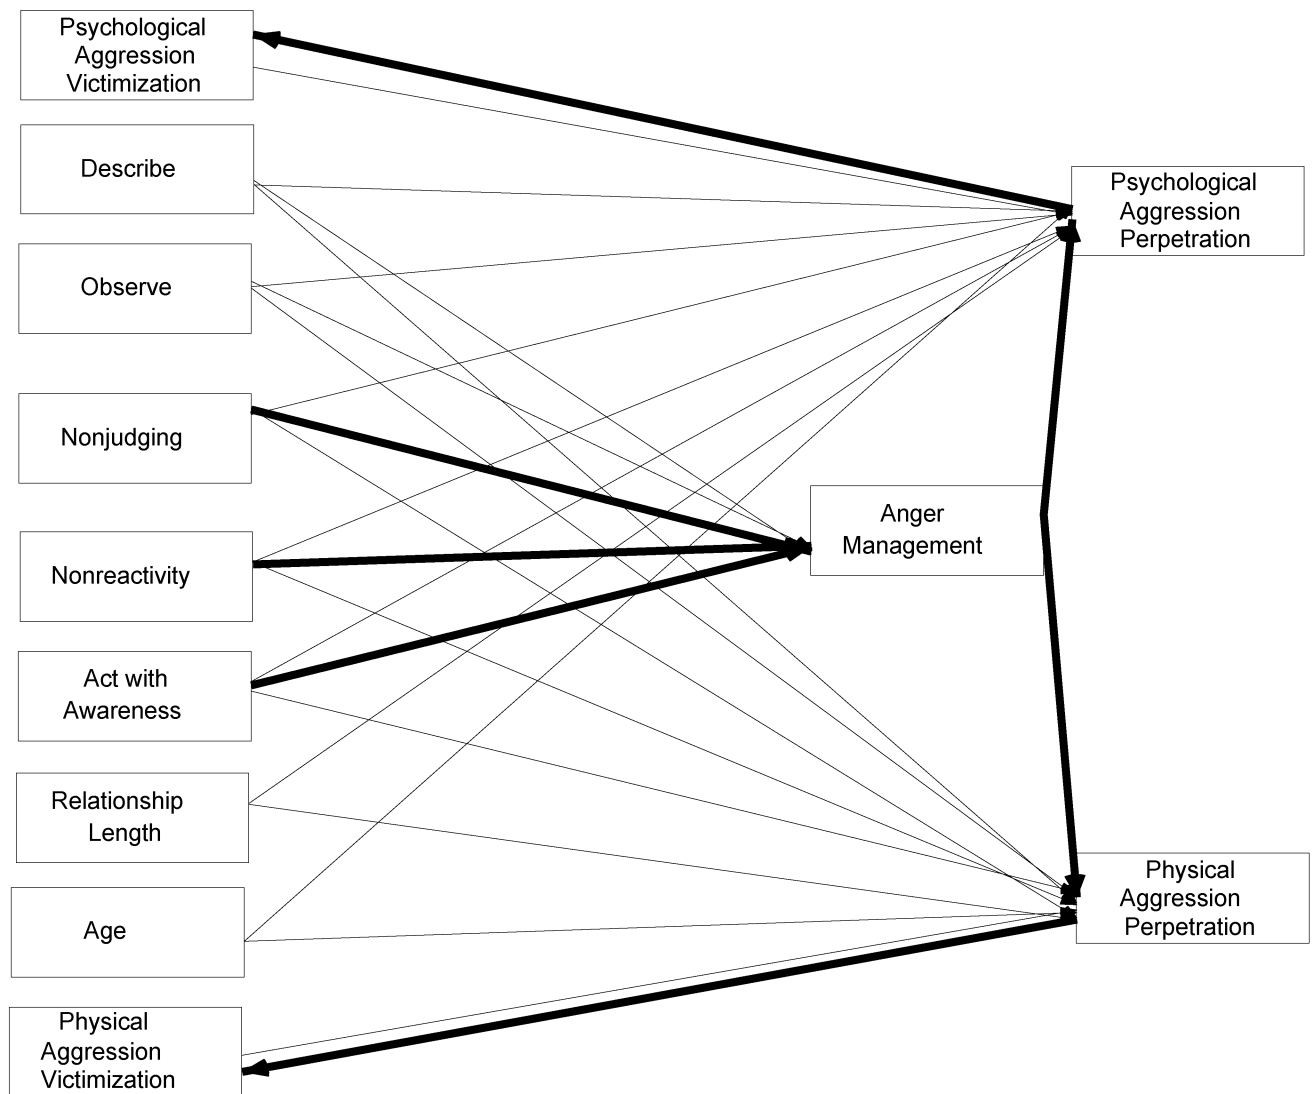 Psychological
Aggression
Victimization
Describe
Observe
Nonjudging
Nonreactivity
Act with
Awareness
Relationship
Length
Age
Physical
Aggression
Victimization
Anger
Management
Psychological
Aggression
Perpetration
Physical
Aggression
Perpetration